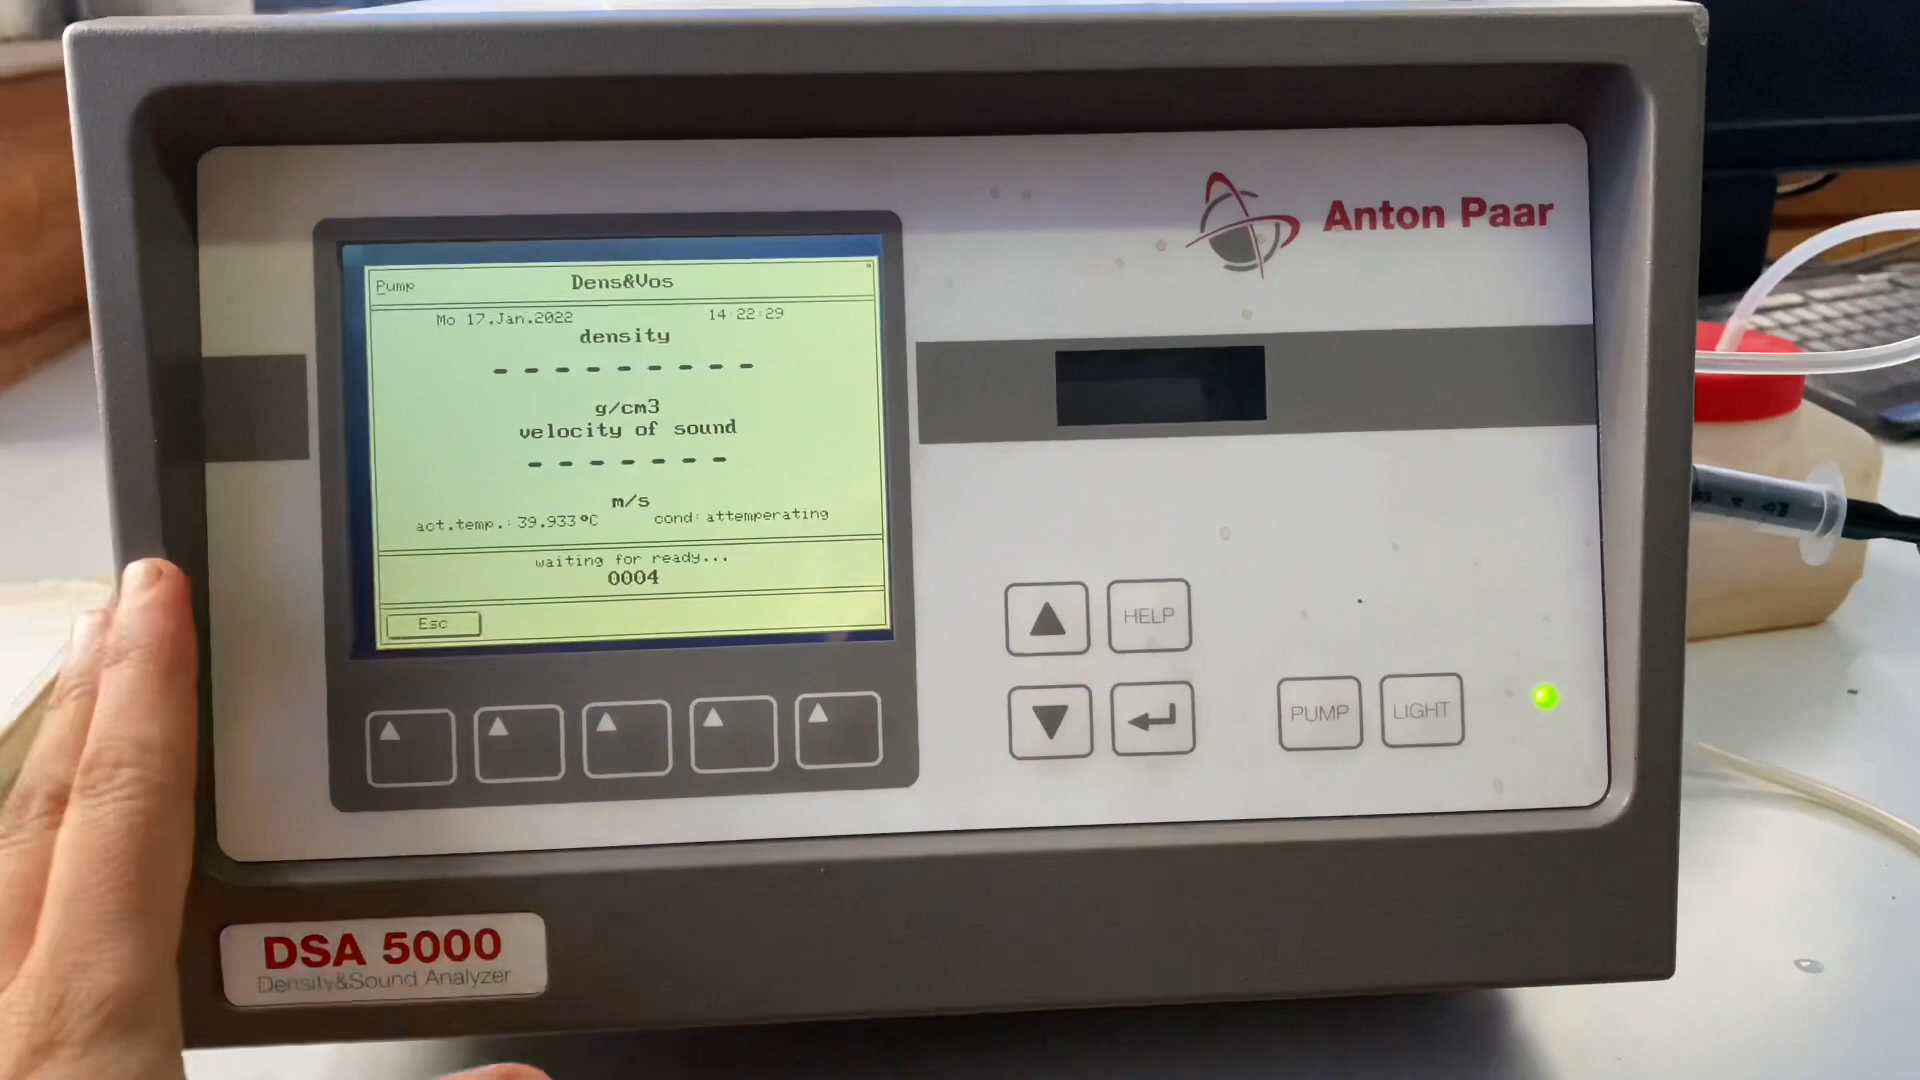 Anton Paar
Pump Dens&Vos
Mo 17.Jan.2022 14:22:29
density
- - - - - - - - -
g/cm3
velocity of sound
- - - - - - -
m/s
act.temp.: 39.933°C cond: attemperating
waiting for ready...
0004
Esc
HELP
PUMP
LIGHT
DSA 5000
Density&Sound Analyzer